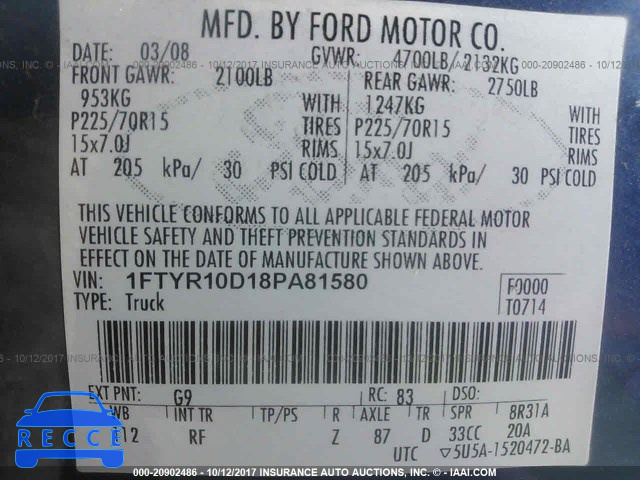 MFD. BY FORD MOTOR CO.
DATE: 03/08 GVWR: 4700LB/2132KG
FRONT GAWR: 2100LB REAR GAWR: 2750LB
953KG WITH 1247KG WITH
P225/70R15 TIRES P225/70R15 TIRES
15x7.0J RIMS 15x7.0J RIMS
AT 205 kPa/ 30 PSI COLD AT 205 kPa/ 30 PSI COLD
THIS VEHICLE CONFORMS TO ALL APPLICABLE FEDERAL MOTOR
VEHICLE SAFETY AND THEFT PREVENTION STANDARDS IN
EFFECT ON THE DATE OF MANUFACTURE SHOWN ABOVE.
VIN: 1FTYR10D18PA81580 F0000
TYPE: Truck T0714
EXT PNT: G9 RC: 83 DSO:
WB INT TR TP/PS R AXLE TR SPR 8R31A
12 RF Z 87 D 33CC 20A
UTC ▽5U5A-1520472-BA
000-20902486 - 10/12/2017 INSURANCE AUTO AUCTIONS, INC. - © IAAI.COM